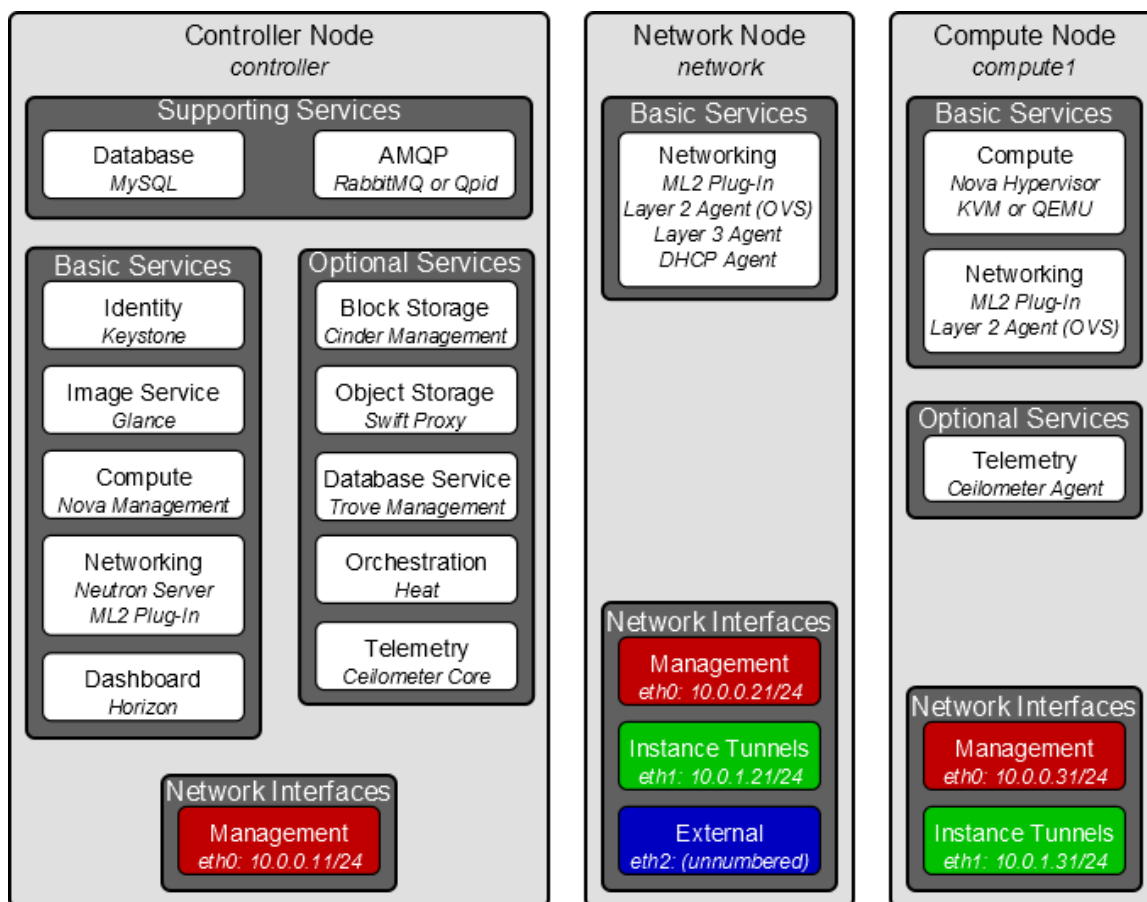 Controller Node
controller
Supporting Services
Database
MySQL
AMQP
RabbitMQ or Qpid
Basic Services
Identity
Keystone
Image Service
Glance
Compute
Nova Management
Networking
Neutron Server
ML2 Plug-In
Dashboard
Horizon
Optional Services
Block Storage
Cinder Management
Object Storage
Swift Proxy
Database Service
Trove Management
Orchestration
Heat
Telemetry
Ceilometer Core
Network Interfaces
Management
eth0: 10.0.0.11/24
Network Node
network
Basic Services
Networking
ML2 Plug-In
Layer 2 Agent (OVS)
Layer 3 Agent
DHCP Agent
Network Interfaces
Management
eth0: 10.0.0.21/24
Instance Tunnels
eth1: 10.0.1.21/24
External
eth2: (unnumbered)
Compute Node
compute1
Basic Services
Compute
Nova Hypervisor
KVM or QEMU
Networking
ML2 Plug-In
Layer 2 Agent (OVS)
Optional Services
Telemetry
Ceilometer Agent
Network Interfaces
Management
eth0: 10.0.0.31/24
Instance Tunnels
eth1: 10.0.1.31/24